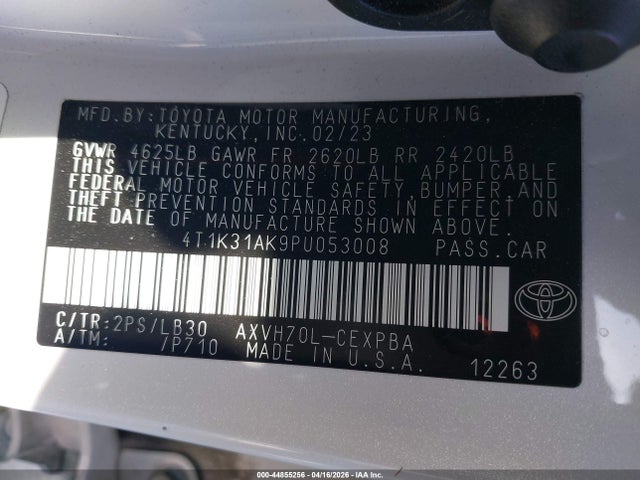 MFD.BY:TOYOTA MOTOR MANUFACTURING,
KENTUCKY,INC.02/23
GVWR 4625LB GAWR FR 2620LB RR 2420LB
THIS VEHICLE CONFORMS TO ALL APPLICABLE
FEDERAL MOTOR VEHICLE SAFETY, BUMPER AND
THEFT PREVENTION STANDARDS IN EFFECT ON
THE DATE OF MANUFACTURE SHOWN ABOVE.
4T1K31AK9PU053008 PASS.CAR
C/TR:2PS/LB30 AXVH70L-CEXPBA
A/TM: /P710 MADE IN U.S.A. 12263
000-44855256 - 04/16/2026 - IAAI